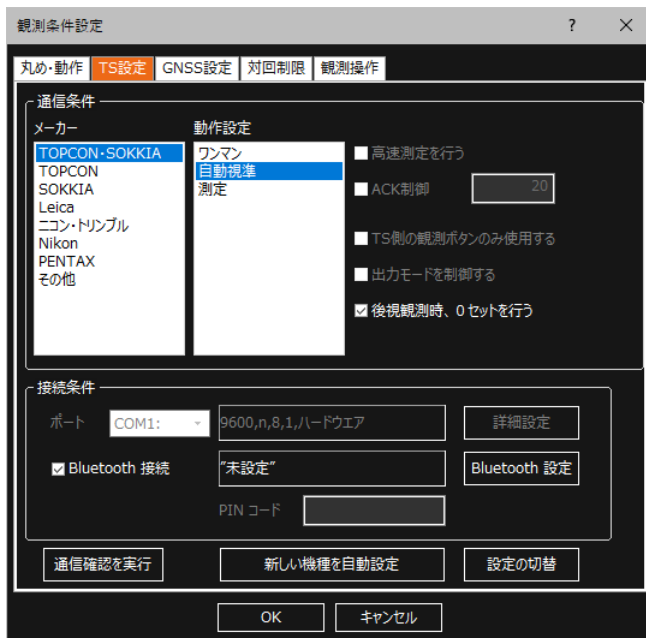 観測条件設定 ? ×
丸め・動作 TS設定 GNSS設定 対回制限 観測操作
通信条件
メーカー 動作設定
TOPCON・SOKKIA
TOPCON
SOKKIA
Leica
ニコン・トリンブル
Nikon
PENTAX
その他
ワンマン
自動視準
測定
高速測定を行う
ACK制御 20
TS側の観測ボタンのみ使用する
出力モードを制御する
後視観測時、0セットを行う
接続条件
ポート COM1: 9600,n,8,1,ハードウエア 詳細設定
Bluetooth 接続 "未設定" Bluetooth 設定
PIN コード
通信確認を実行 新しい機種を自動設定 設定の切替
OK キャンセル